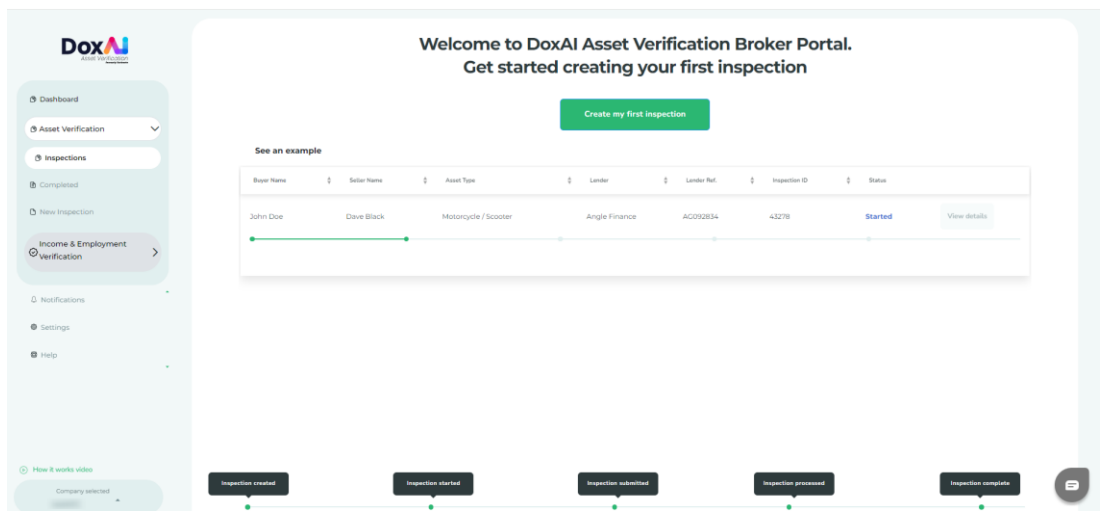 DoxAI
Asset Verification
Dashboard
Asset Verification
Inspections
Completed
New Inspection
Income & Employment
Verification
Notifications
Settings
Help
How it works video
Company selected
Welcome to DoxAI Asset Verification Broker Portal.
Get started creating your first inspection
Create my first inspection
See an example
Buyer Name Seller Name Asset Type Lender Lender Ref. Inspection ID Status
John Doe Dave Black Motorcycle / Scooter Angle Finance AG092834 43278 Started View details
Inspection created Inspection started Inspection submitted Inspection processed Inspection complete